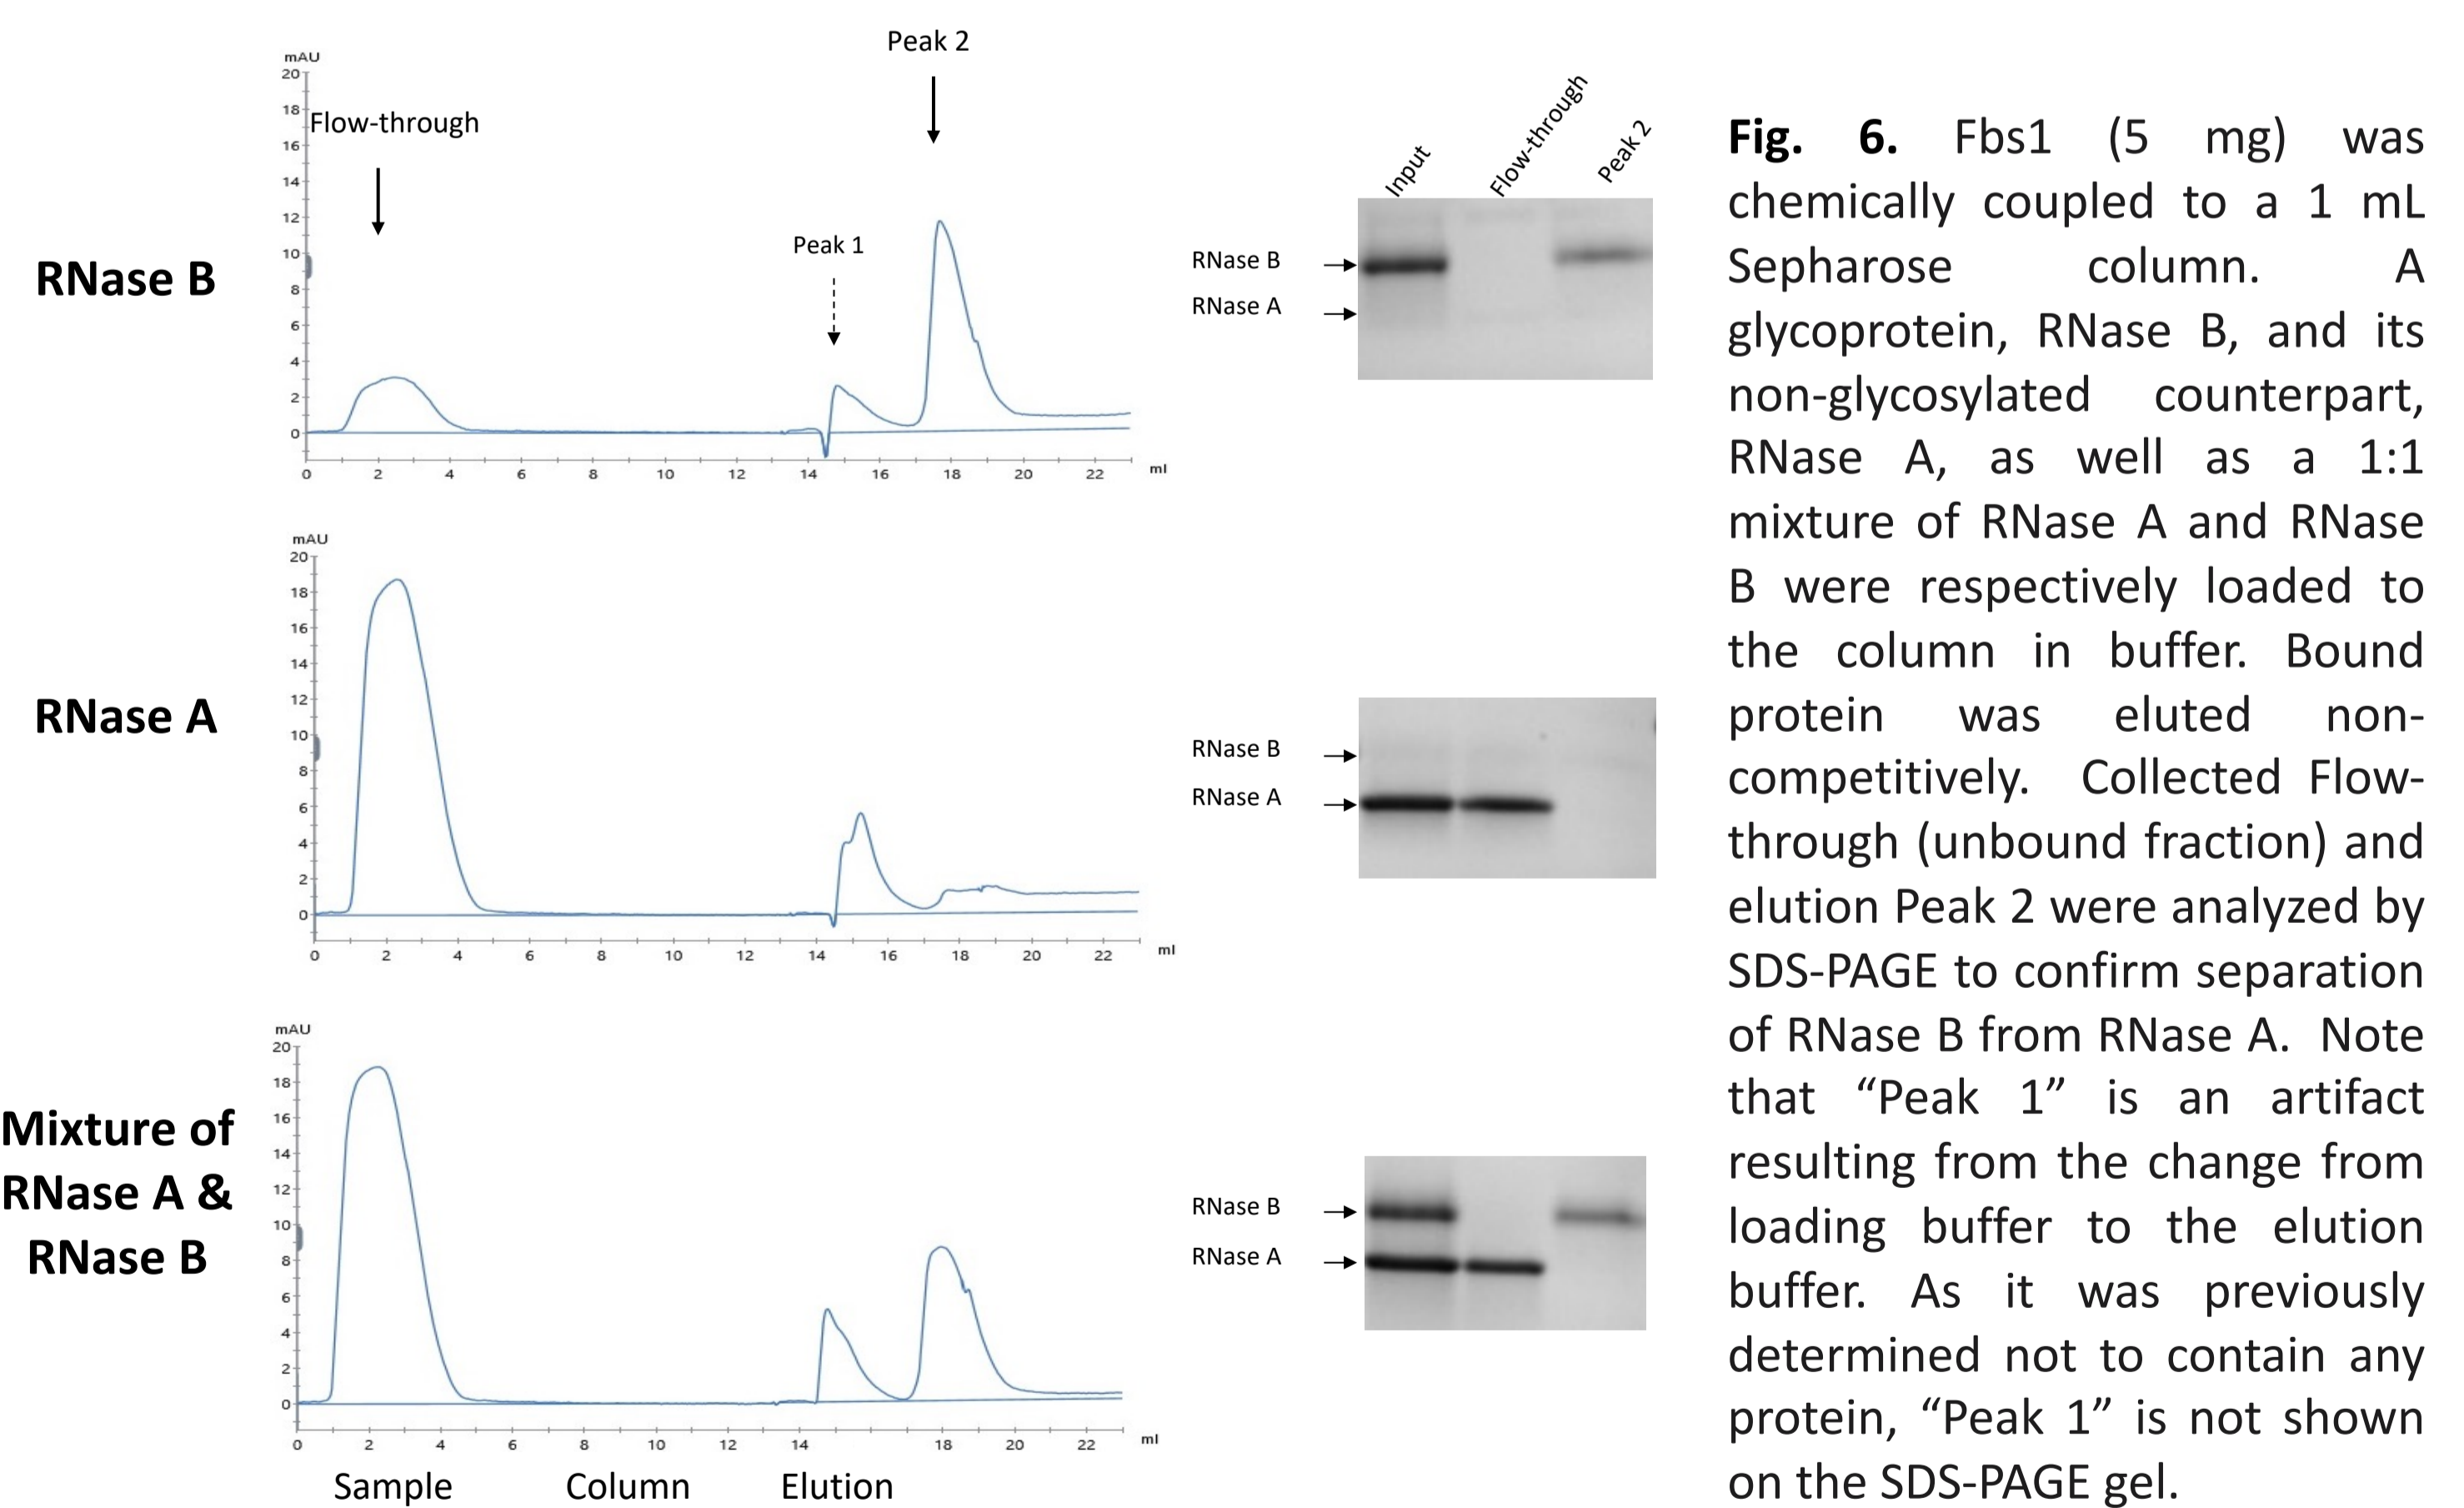 Peak 2
mAU
20
18
Flow-through
16
14
12
Peak 1
10
8
6
4
2
0
0 2 4 6 8 10 12 14 16 18 20 22 ml
RNase B
Input Flow-through Peak 2
RNase B
RNase A
mAU
20
18
16
14
12
10
8
6
4
2
0
0 2 4 6 8 10 12 14 16 18 20 22 ml
RNase A
RNase B
RNase A
mAU
20
18
16
14
12
10
8
6
4
2
0
0 2 4 6 8 10 12 14 18 20 22 ml
Mixture of
RNase A &
RNase B
RNase B
RNase A
Sample Column Elution
Fig. 6. Fbs1 (5 mg) was
chemically coupled to a 1 mL
Sepharose column. A
glycoprotein, RNase B, and its
non-glycosylated counterpart,
RNase A, as well as a 1:1
mixture of RNase A and RNase
B were respectively loaded to
the column in buffer. Bound
protein was eluted non-
competitively. Collected Flow-
through (unbound fraction) and
elution Peak 2 were analyzed by
SDS-PAGE to confirm separation
of RNase B from RNase A. Note
that “Peak 1” is an artifact
resulting from the change from
loading buffer to the elution
buffer. As it was previously
determined not to contain any
protein, “Peak 1” is not shown
on the SDS-PAGE gel.